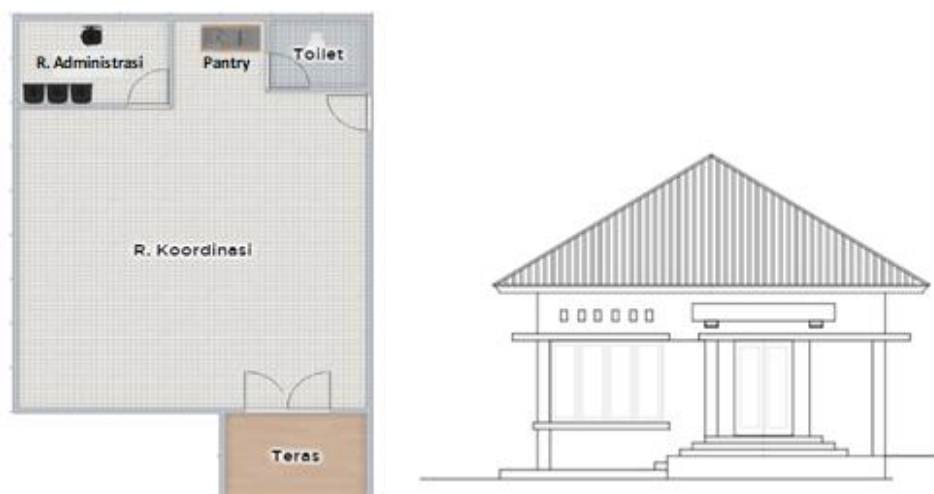 R. Administrasi
Pantry
Toilet
R. Koordinasi
Teras